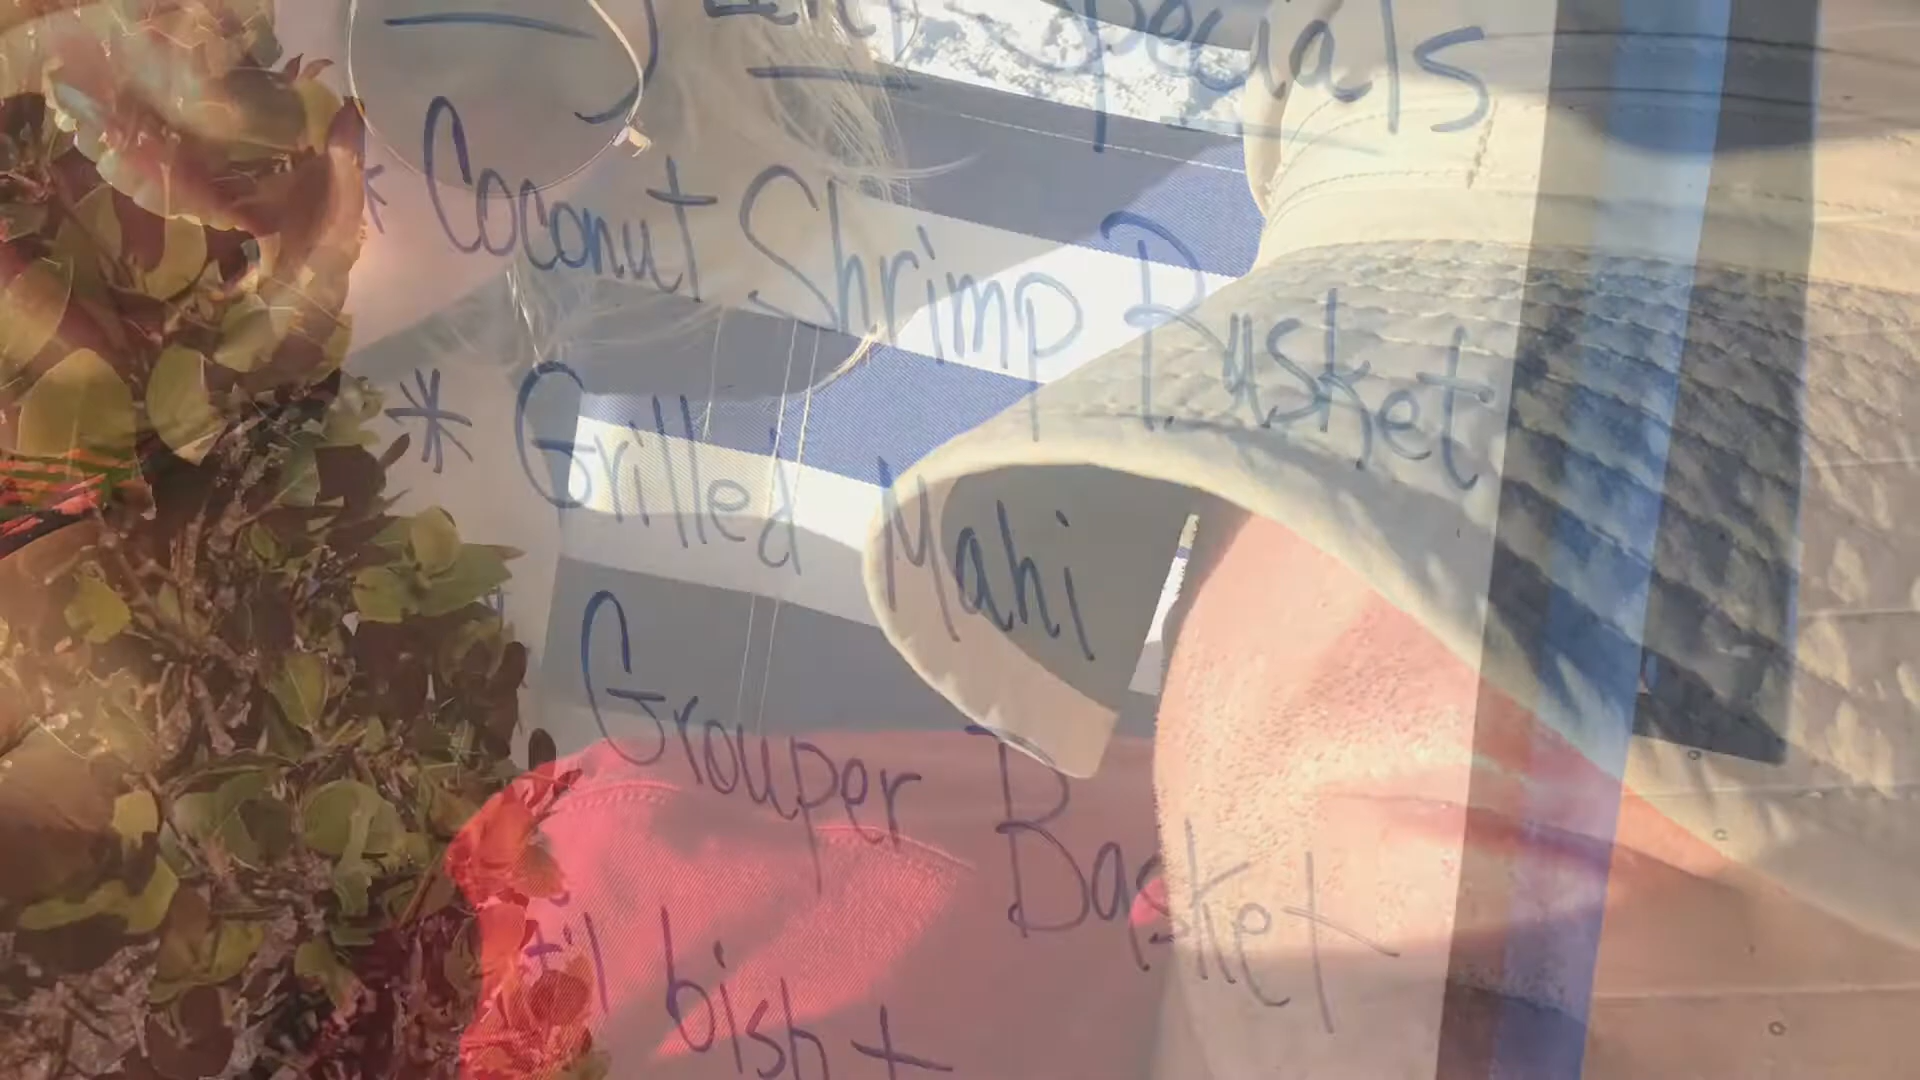 Specials
* Coconut Shrimp Basket
* Grilled Mahi
Grouper Basket